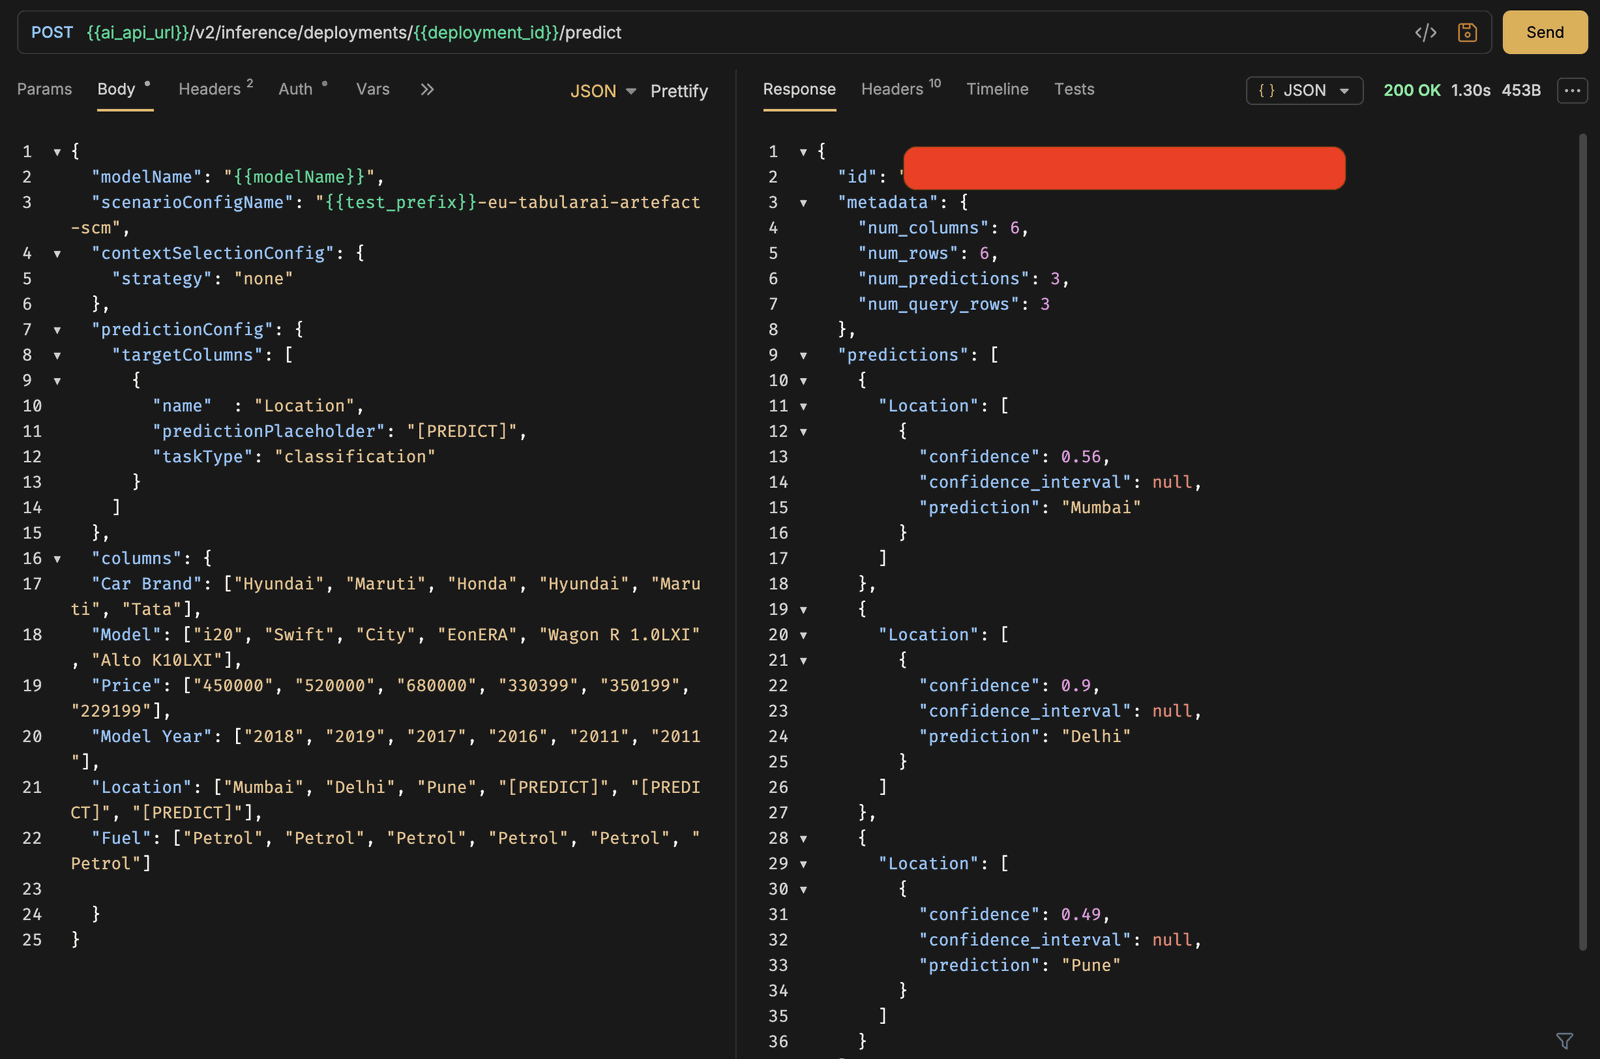 POST {{ai_api_url}}/v2/inference/deployments/{{deployment_id}}/predict
</> Send
Params Body Headers 2 Auth Vars >> JSON Prettify
1 {
2 "modelName": "{{modelName}}",
3 "scenarioConfigName": "{{test_prefix}}-eu-tabularai-artefact
-scm",
4 "contextSelectionConfig": {
5 "strategy": "none"
6 },
7 "predictionConfig": {
8 "targetColumns": [
9 {
10 "name"  : "Location",
11 "predictionPlaceholder": "[PREDICT]",
12 "taskType": "classification"
13 }
14 ]
15 },
16 "columns": {
17 "Car Brand": ["Hyundai", "Maruti", "Honda", "Hyundai", "Maru
ti", "Tata"],
18 "Model": ["i20", "Swift", "City", "EonERA", "Wagon R 1.0LXI"
, "Alto K10LXI"],
19 "Price": ["450000", "520000", "680000", "330399", "350199",
"229199"],
20 "Model Year": ["2018", "2019", "2017", "2016", "2011", "2011
"],
21 "Location": ["Mumbai", "Delhi", "Pune", "[PREDICT]", "[PREDI
CT]", "[PREDICT]"],
22 "Fuel": ["Petrol", "Petrol", "Petrol", "Petrol", "Petrol", "
Petrol"]
23
24 }
25 }
Response Headers 10 Timeline Tests { } JSON 200 OK 1.30s 453B ...
1 {
2 "id": "
3 "metadata": {
4 "num_columns": 6,
5 "num_rows": 6,
6 "num_predictions": 3,
7 "num_query_rows": 3
8 },
9 "predictions": [
10 {
11 "Location": [
12 {
13 "confidence": 0.56,
14 "confidence_interval": null,
15 "prediction": "Mumbai"
16 }
17 ]
18 },
19 {
20 "Location": [
21 {
22 "confidence": 0.9,
23 "confidence_interval": null,
24 "prediction": "Delhi"
25 }
26 ]
27 },
28 {
29 "Location": [
30 {
31 "confidence": 0.49,
32 "confidence_interval": null,
33 "prediction": "Pune"
34 }
35 ]
36 }